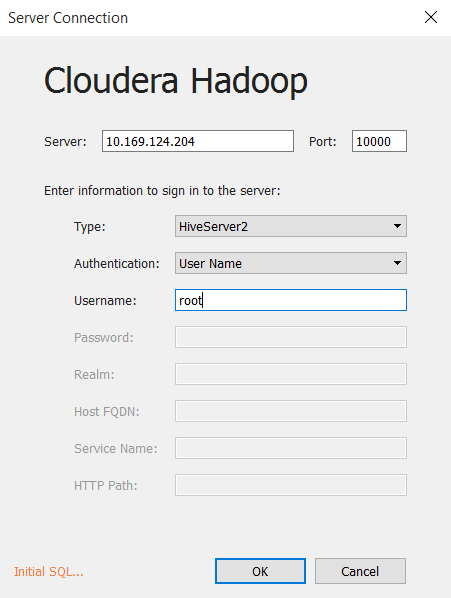 Server Connection
Cloudera Hadoop
Server: 10.169.124.204 Port: 10000
Enter information to sign in to the server:
Type: HiveServer2
Authentication: User Name
Username: root
Password:
Realm:
Host FQDN:
Service Name:
HTTP Path:
Initial SQL... OK Cancel